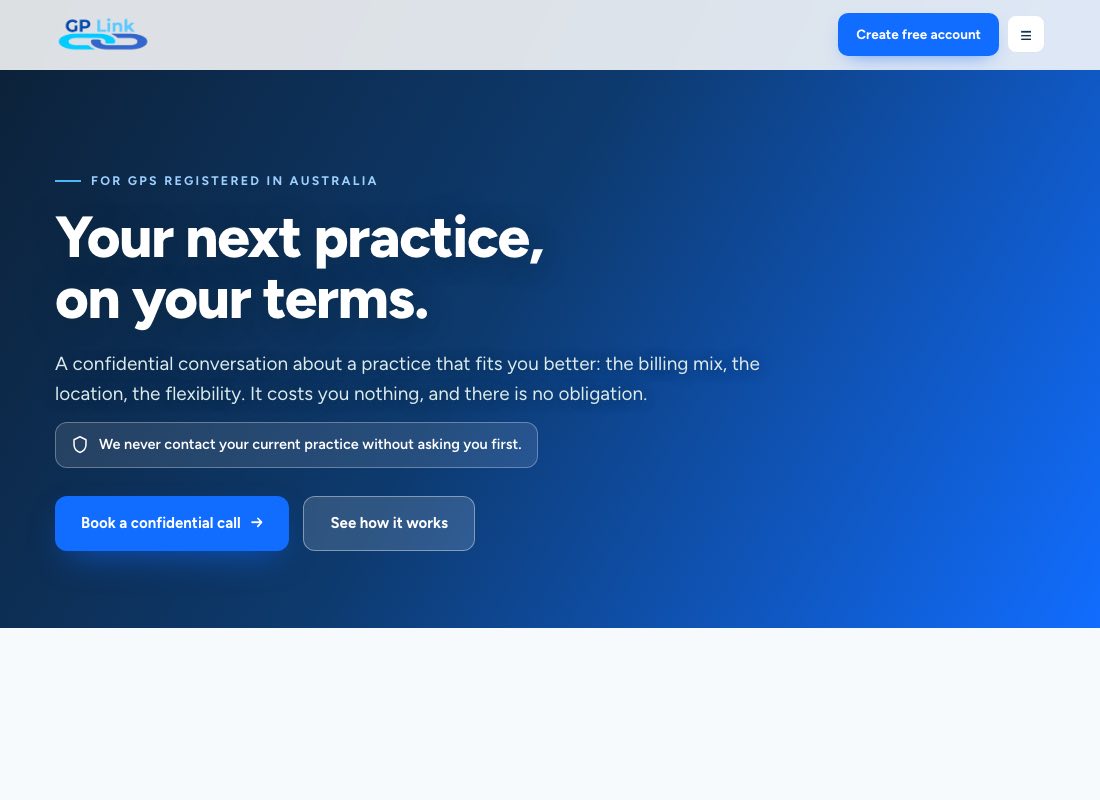 GP Link
Create free account
FOR GPS REGISTERED IN AUSTRALIA
Your next practice,
on your terms.
A confidential conversation about a practice that fits you better: the billing mix, the
location, the flexibility. It costs you nothing, and there is no obligation.
We never contact your current practice without asking you first.
Book a confidential call →
See how it works